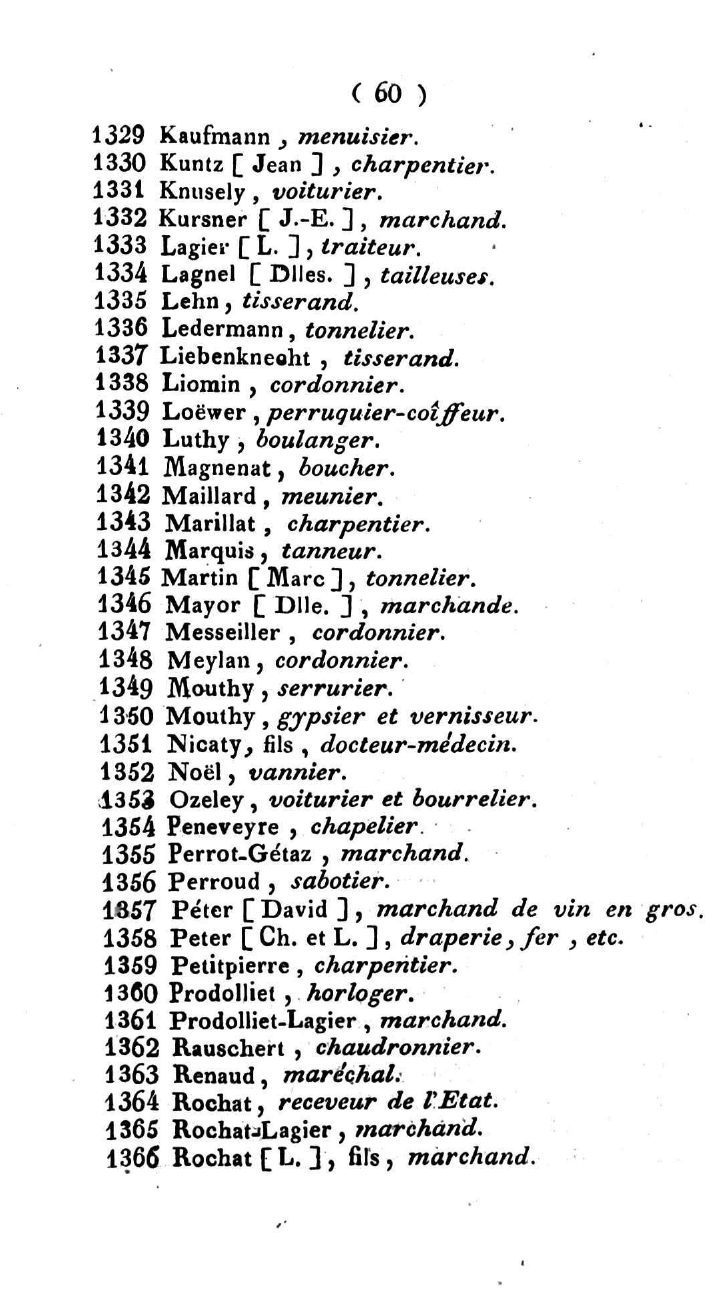 ( 60 )
1329 Kaufmann , menuisier.
1330 Kuntz [ Jean ] , charpentier.
1331 Knusely , voiturier.
1332 Kursner [ J.-E. ] , marchand.
1333 Lagier [ L. ] , traiteur.
1334 Lagnel [ Dlles. ] , tailleuses.
1335 Lehn , tisserand.
1336 Ledermann , tonnelier.
1337 Liebenknecht , tisserand.
1338 Liomin , cordonnier.
1339 Loëwer , perruquier-coîffeur.
1340 Luthy , boulanger.
1341 Magnenat , boucher.
1342 Maillard , meunier.
1343 Marillat , charpentier.
1344 Marquis , tanneur.
1345 Martin [ Marc ] , tonnelier.
1346 Mayor [ Dlle. ] , marchande.
1347 Messeiller , cordonnier.
1348 Meylan , cordonnier.
1349 Mouthy , serrurier.
1350 Mouthy , gypsier et vernisseur.
1351 Nicaty, fils , docteur-médecin.
1352 Noël , vannier.
1353 Ozeley , voiturier et bourrelier.
1354 Peneveyre , chapelier.
1355 Perrot-Gétaz , marchand.
1356 Perroud , sabotier.
1357 Péter [ David ] , marchand de vin en gros.
1358 Peter [ Ch. et L. ] , draperie, fer , etc.
1359 Petitpierre , charpentier.
1360 Prodolliet , horloger.
1361 Prodolliet-Lagier , marchand.
1362 Rauschert , chaudronnier.
1363 Renaud , maréchal.
1364 Rochat , receveur de l'Etat.
1365 Rochat-Lagier , marchand.
1366 Rochat [ L. ] , fils , marchand.